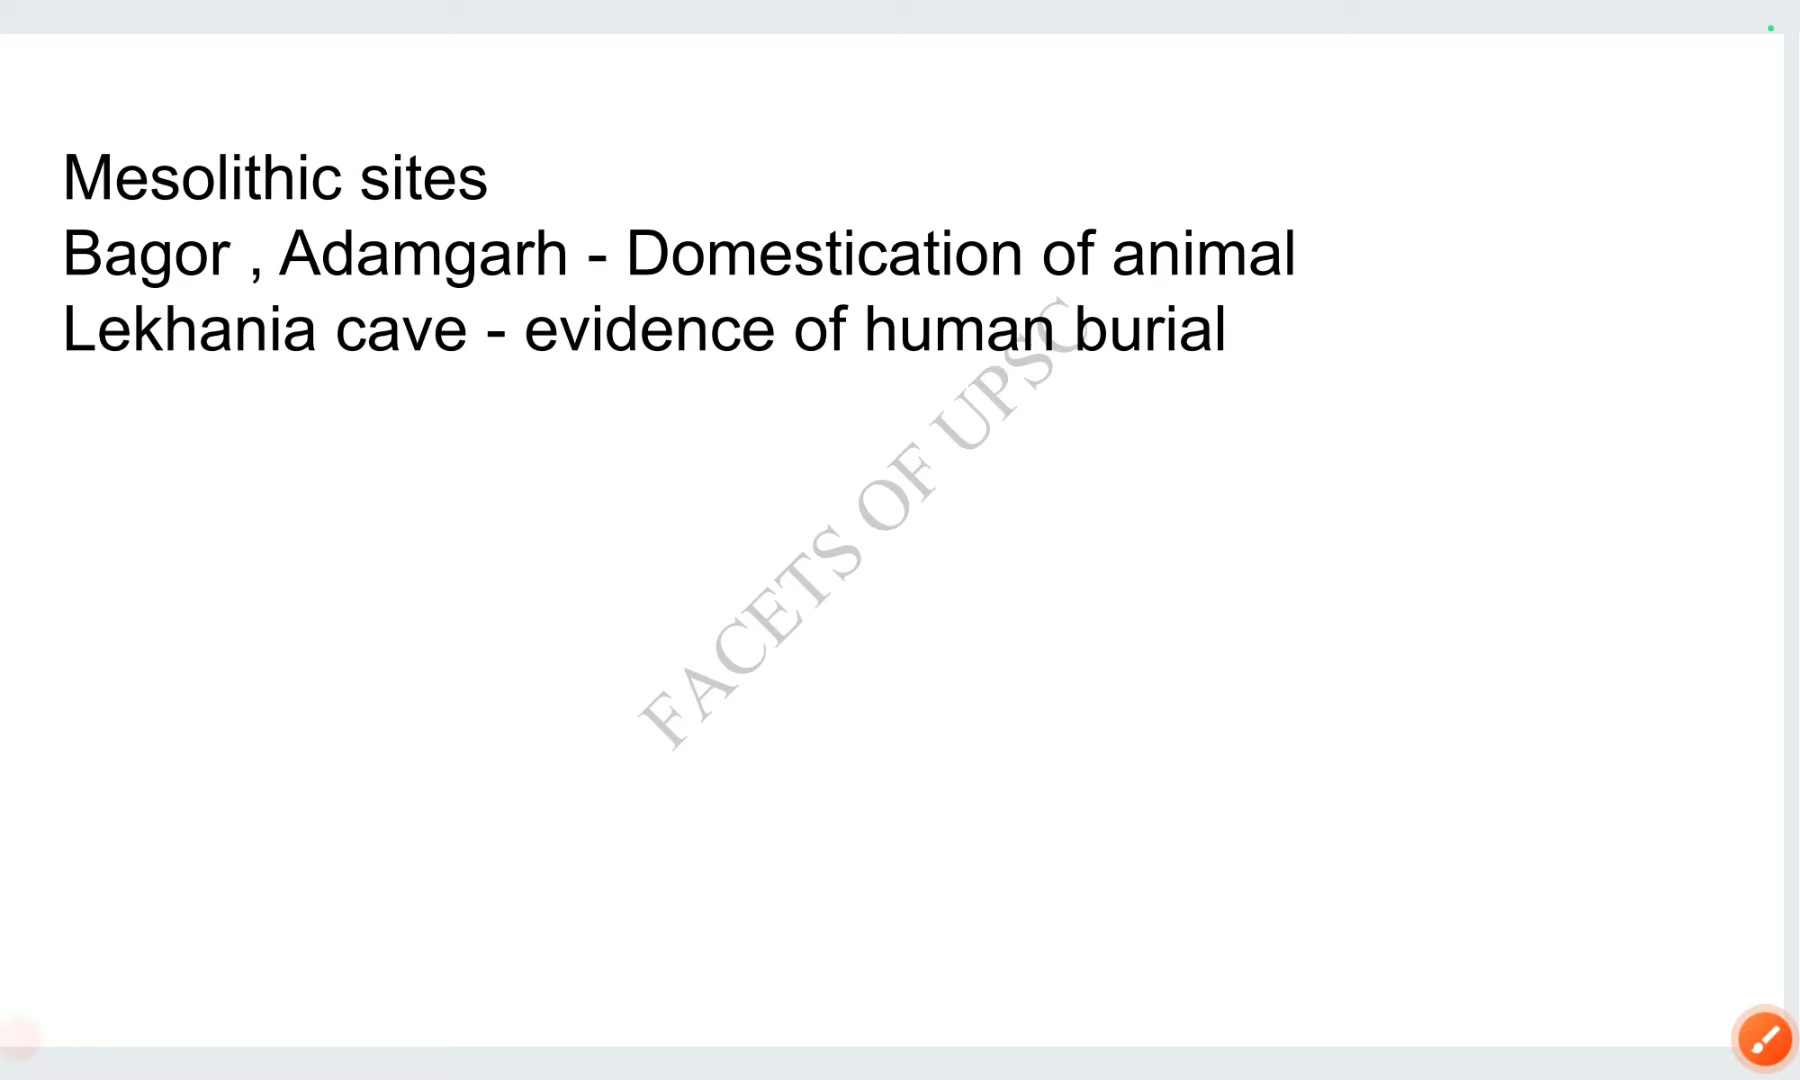 Mesolithic sites
Bagor , Adamgarh - Domestication of animal
Lekhania cave - evidence of human burial
FACETS OF UPSC